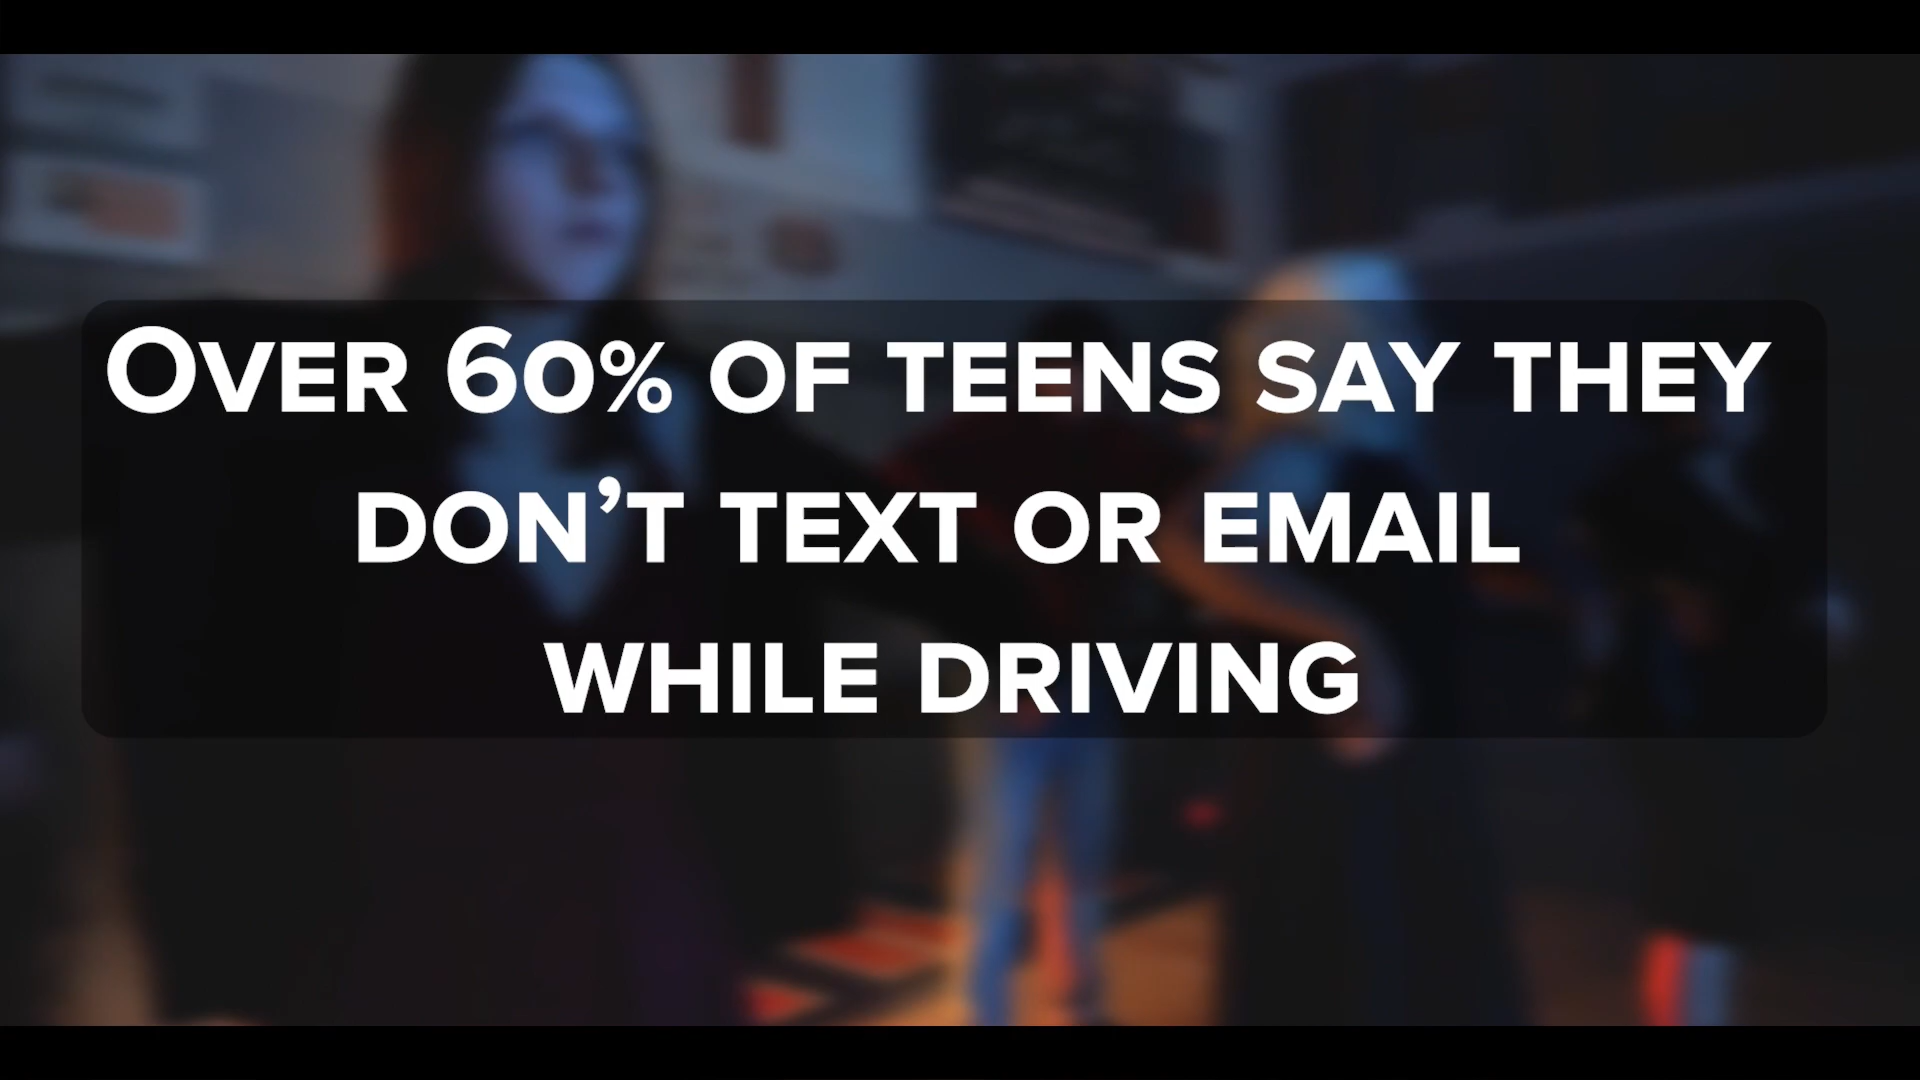 Over 60% of teens say they
don’t text or email
while driving